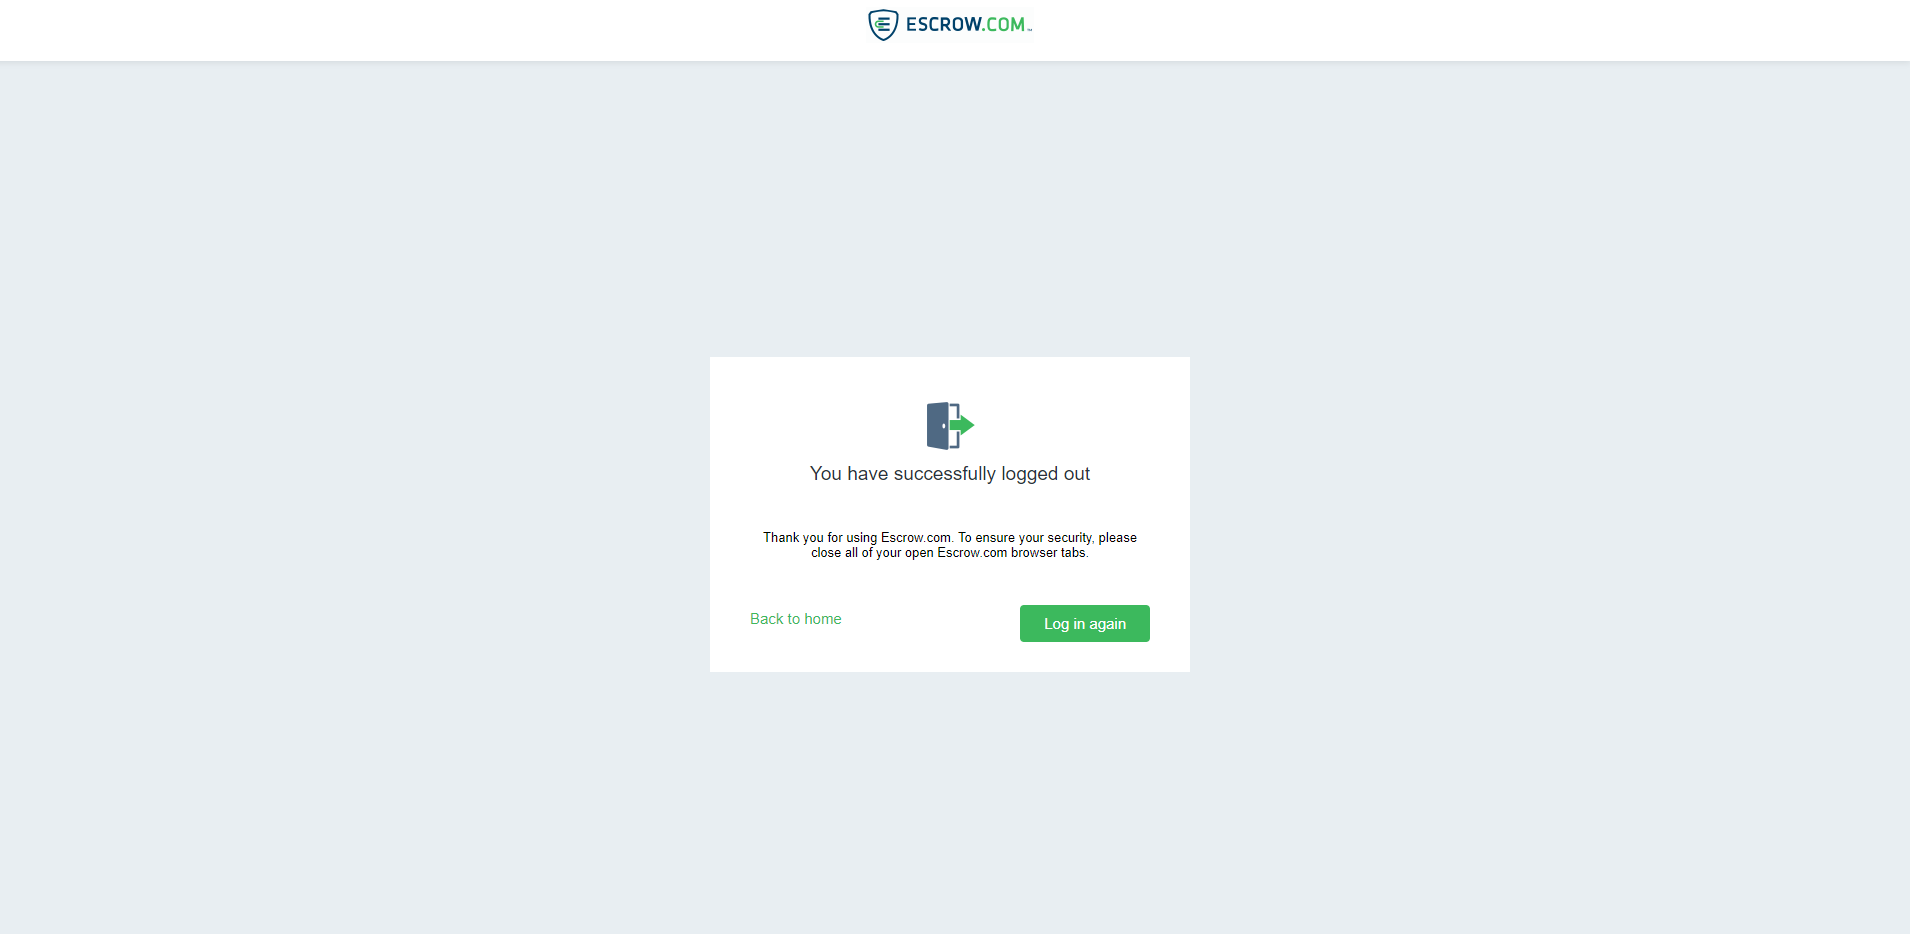 ESCROW.COM
You have successfully logged out
Thank you for using Escrow.com. To ensure your security, please
close all of your open Escrow.com browser tabs.
Back to home
Log in again